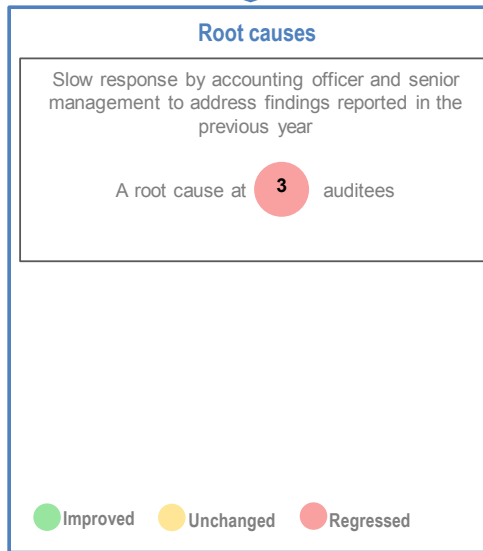 Root causes
Slow response by accounting officer and senior
management to address findings reported in the
previous year
A root cause at 3 auditees
Improved Unchanged Regressed